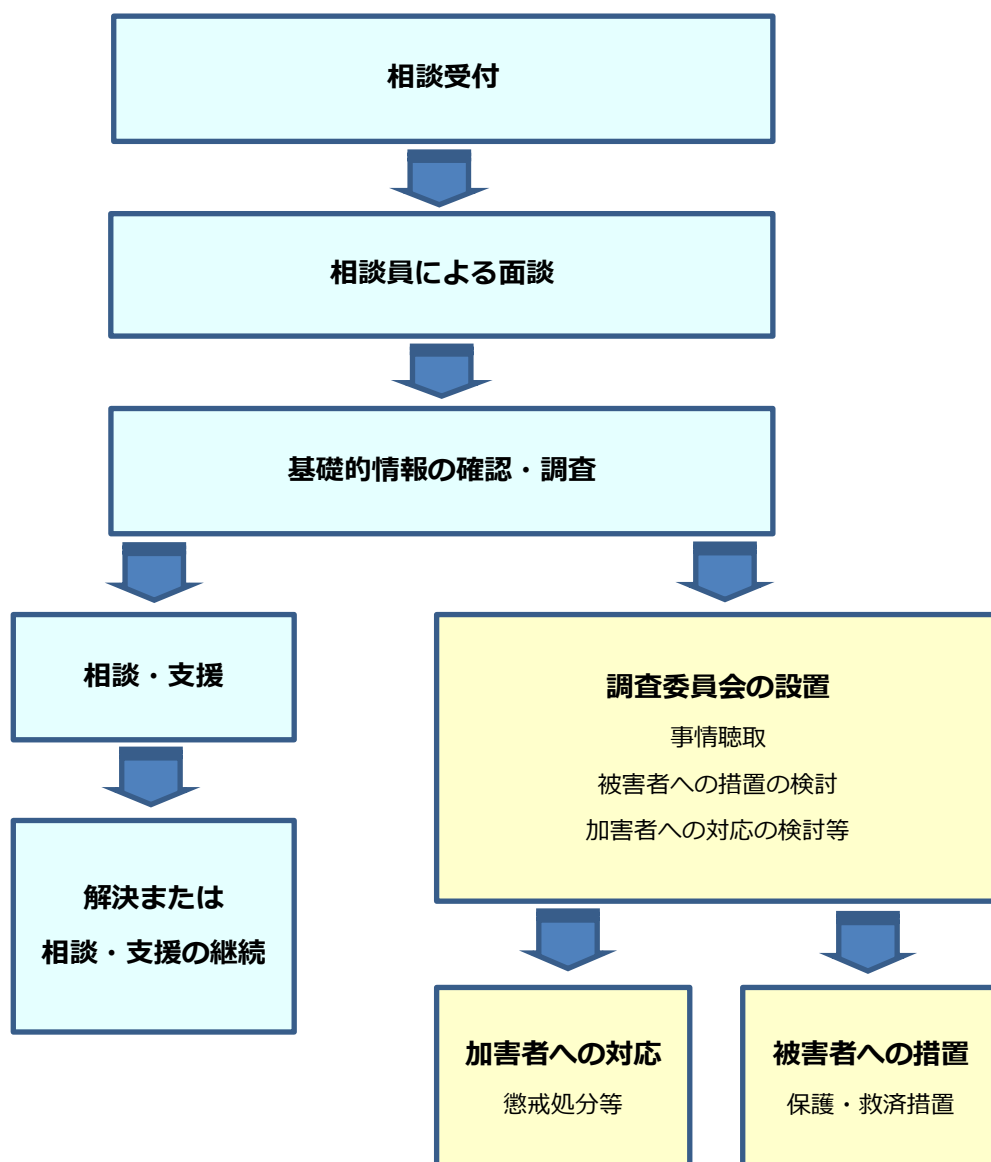 相談受付
相談員による面談
基礎的情報の確認・調査
相談・支援
解決または
相談・支援の継続
調査委員会の設置
事情聴取
被害者への措置の検討
加害者への対応の検討等
加害者への対応
懲戒処分等
被害者への措置
保護・救済措置